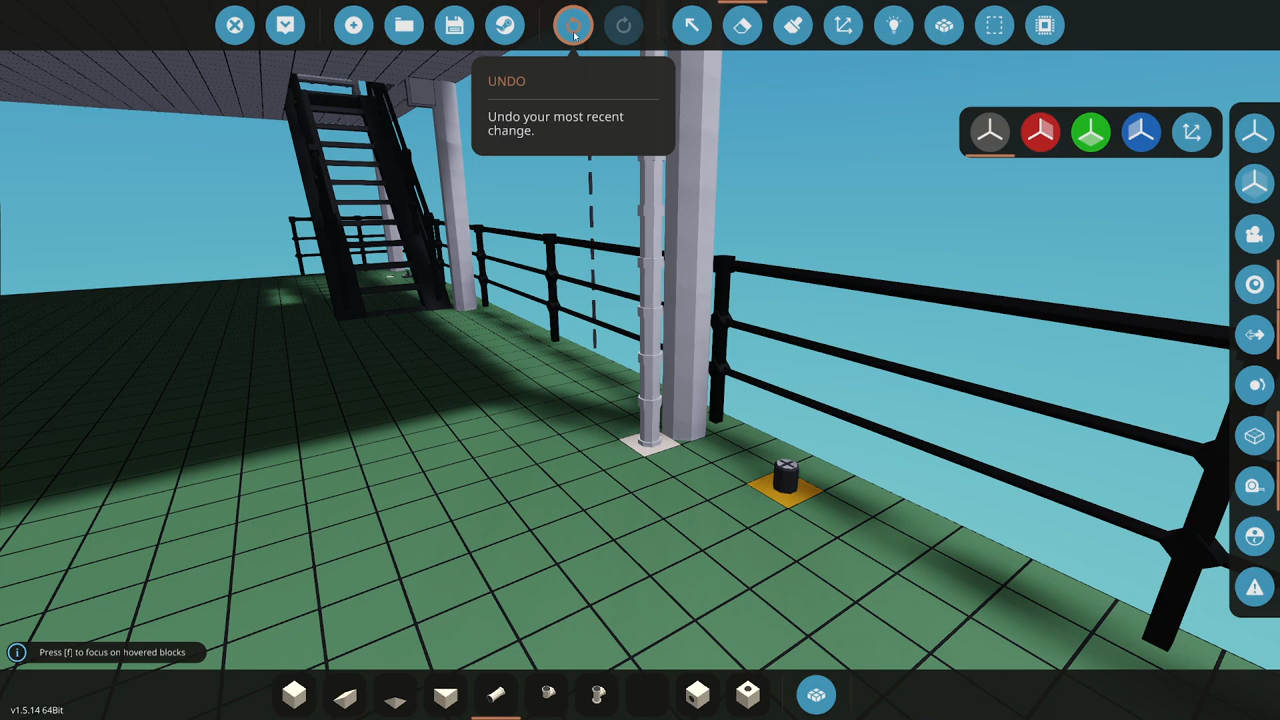 UNDO
Undo your most recent
change.
Press [f] to focus on hovered blocks
v1.5.14 64Bit